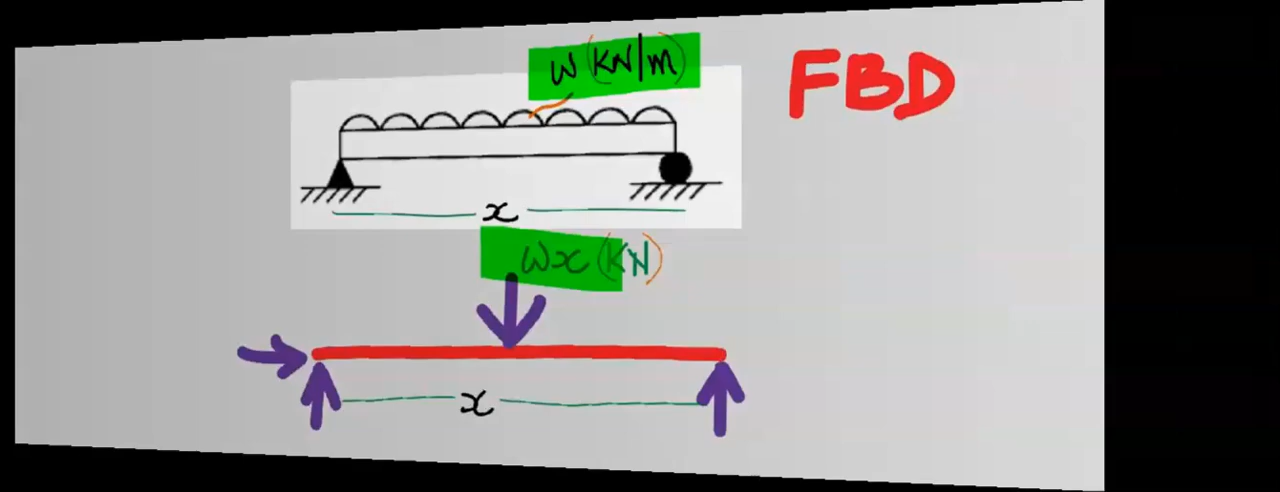 W (KN/m)
FBD
x
Wx (KN)
x